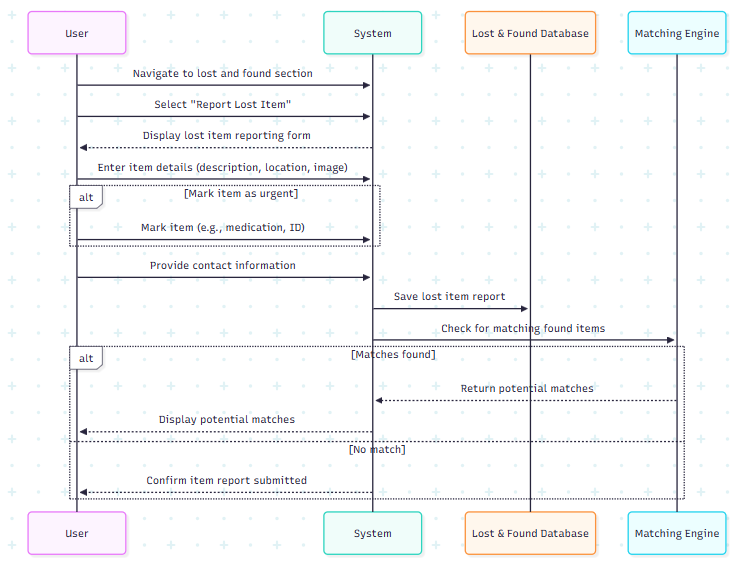 User
System
Lost & Found Database
Matching Engine
Navigate to lost and found section
Select "Report Lost Item"
Display lost item reporting form
Enter item details (description, location, image)
alt
[Mark item as urgent]
Mark item (e.g., medication, ID)
Provide contact information
Save lost item report
Check for matching found items
alt
[Matches found]
Return potential matches
Display potential matches
[No match]
Confirm item report submitted
User
System
Lost & Found Database
Matching Engine